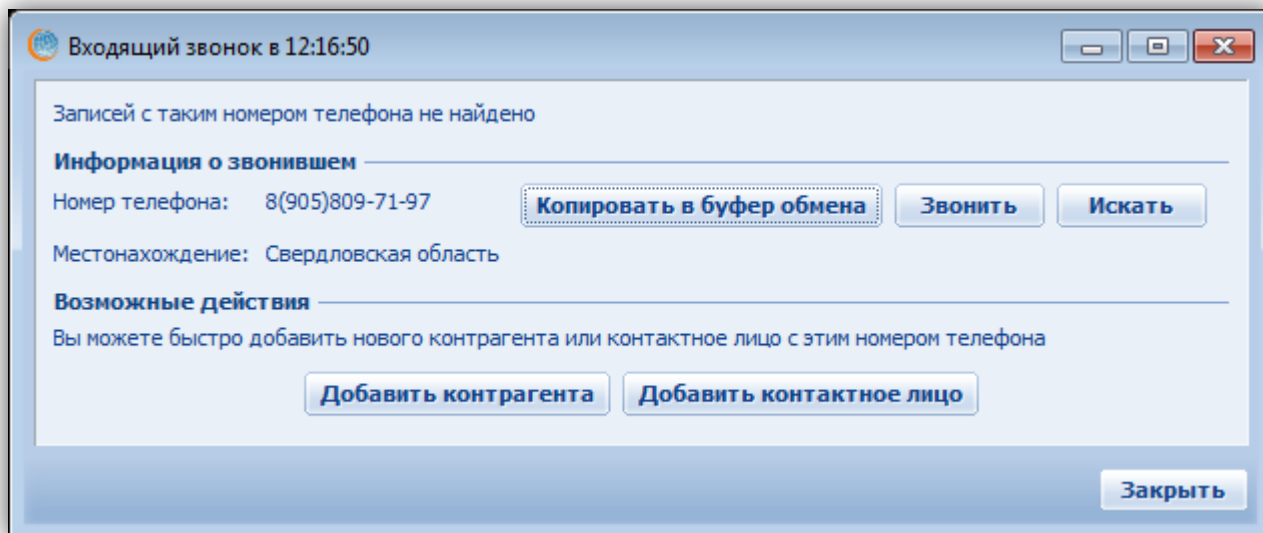 Входящий звонок в 12:16:50
Записей с таким номером телефона не найдено
Информация о звонившем
Номер телефона: 8(905)809-71-97 Копировать в буфер обмена Звонить Искать
Местонахождение: Свердловская область
Возможные действия
Вы можете быстро добавить нового контрагента или контактное лицо с этим номером телефона
Добавить контрагента Добавить контактное лицо
Закрыть